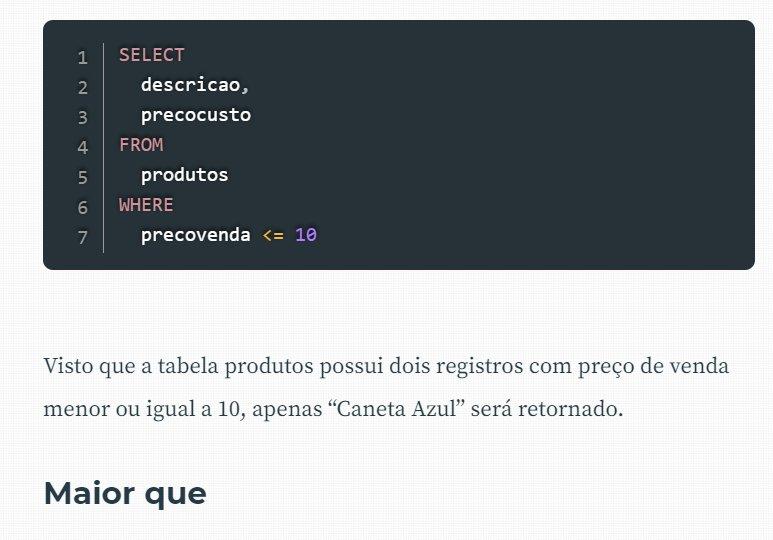 1 SELECT
2 descricao,
3 precocusto
4 FROM
5 produtos
6 WHERE
7 precovenda <= 10
Visto que a tabela produtos possui dois registros com preço de venda
menor ou igual a 10, apenas “Caneta Azul” será retornado.
Maior que